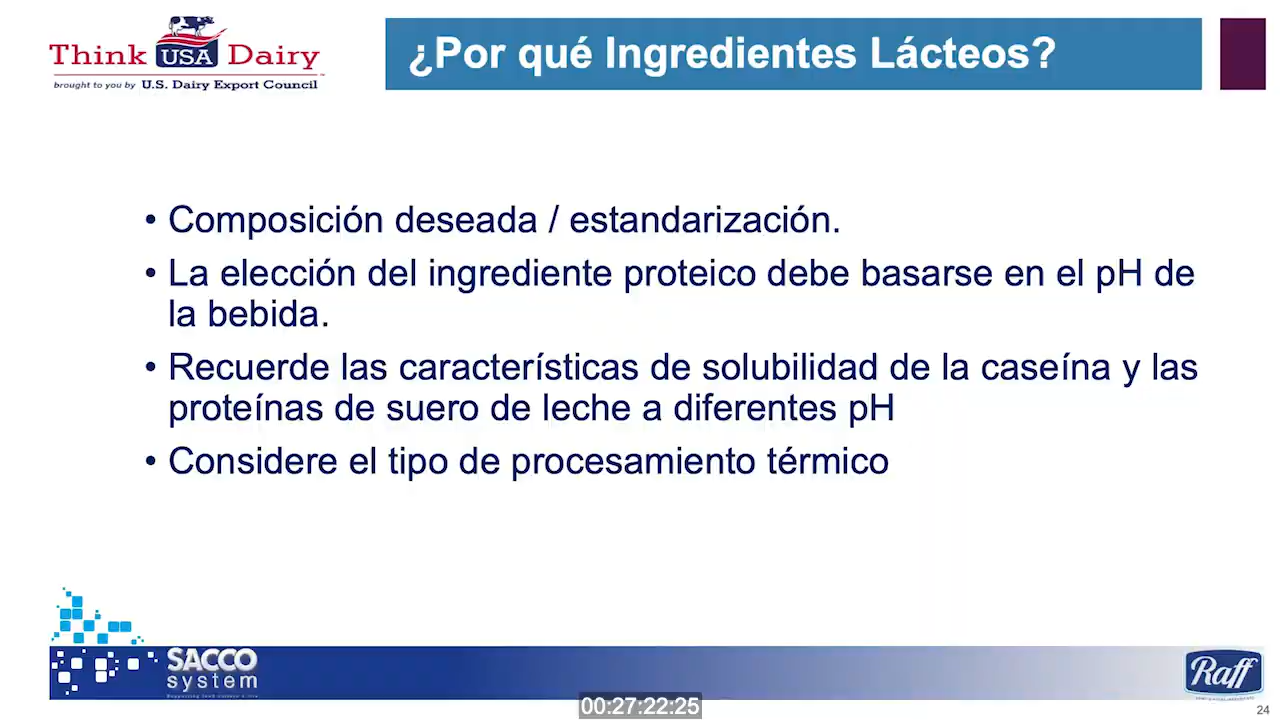 Think USA Dairy
brought to you by U.S. Dairy Export Council
¿Por qué Ingredientes Lácteos?
• Composición deseada / estandarización.
• La elección del ingrediente proteico debe basarse en el pH de
la bebida.
• Recuerde las características de solubilidad de la caseína y las
proteínas de suero de leche a diferentes pH
• Considere el tipo de procesamiento térmico
SACCO
system
Raff
00:27:22:25
24